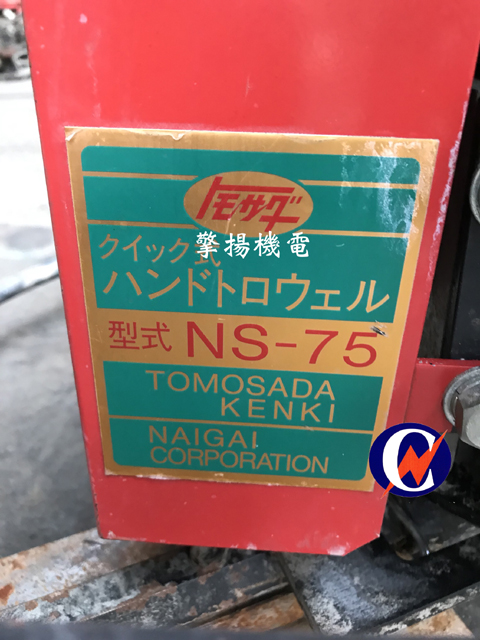 トモサダ
クイック式
擎揚機電
ハンドトロウェル
型式 NS-75
TOMOSADA
KENKI
NAIGAI
CORPORATION